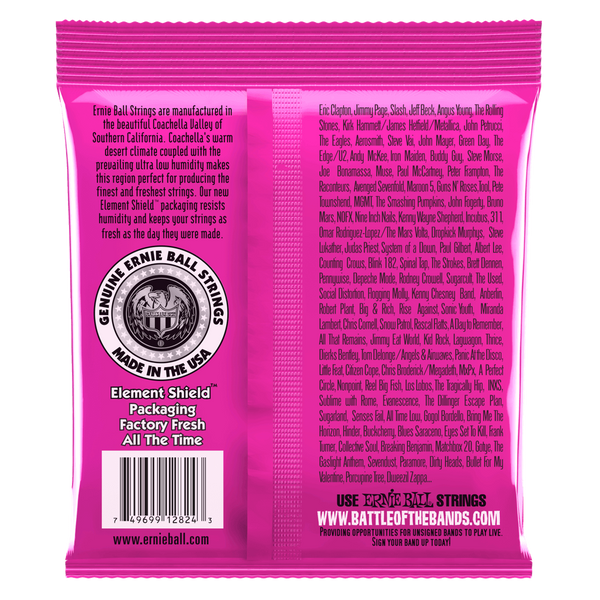 Ernie Ball Strings are manufactured in
the beautiful Coachella Valley of
Southern California. Coachella's warm
desert climate coupled with the
prevailing ultra low humidity makes
this region perfect for producing the
finest and freshest strings. Our new
Element Shield™ packaging resists
humidity and keeps your strings as
fresh as the day they were made.
GENUINE ERNIE BALL STRINGS
MADE IN THE USA
Element Shield™
Packaging
Factory Fresh
All The Time
7 49699 12824 3
www.ernieball.com
Eric Clapton, Jimmy Page, Slash, Jeff Beck, Angus Young, The Rolling
Stones, Kirk Hammett/James Hetfield/Metallica, John Petrucci,
The Eagles, Aerosmith, Steve Vai, John Mayer, Green Day, The
Edge/U2, Andy McKee, Iron Maiden, Buddy Guy, Steve Morse,
Joe Bonamassa, Muse, Paul McCartney, Peter Frampton, The
Raconteurs, Avenged Sevenfold, Maroon 5, Guns N' Roses, Tool, Pete
Townshend, MGMT, The Smashing Pumpkins, John Fogerty, Bruno
Mars, NOFX, Nine Inch Nails, Kenny Wayne Shepherd, Incubus, 311,
Omar Rodriguez-Lopez/The Mars Volta, Dropkick Murphys, Steve
Lukather, Judas Priest, System of a Down, Paul Gilbert, Albert Lee,
Counting Crows, Blink 182, Spinal Tap, The Strokes, Brett Dennen,
Pennywise, Depeche Mode, Rodney Crowell, Sugarcult, The Used,
Social Distortion, Flogging Molly, Kenny Chesney Band, Anberlin,
Robert Plant, Big & Rich, Rise Against, Sonic Youth, Miranda
Lambert, Chris Cornell, Snow Patrol, Rascal Flatts, A Day to Remember,
All That Remains, Jimmy Eat World, Kid Rock, Lagwagon, Thrice,
Dierks Bentley, Tom Delonge/Angels & Airwaves, Panic At the Disco,
Little Feat, Citizen Cope, Chris Broderick/Megadeth, MxPx, A Perfect
Circle, Nonpoint, Reel Big Fish, Los Lobos, The Tragically Hip, INXS,
Sublime with Rome, Evanescence, The Dillinger Escape Plan,
Sugarland, Senses Fail, All Time Low, Gogol Bordello, Bring Me The
Horizon, Hinder, Buckcherry, Blues Saraceno, Eyes Set To Kill, Frank
Turner, Collective Soul, Breaking Benjamin, Matchbox 20, Gotye, The
Gaslight Anthem, Sevendust, Paramore, Dirty Heads, Bullet For My
Valentine, Porcupine Tree, Dweezil Zappa...
USE ERNIE BALL STRINGS
WWW.BATTLEOFTHEBANDS.COM
PROVIDING OPPORTUNITIES FOR UNSIGNED BANDS TO PLAY LIVE.
SIGN YOUR BAND UP TODAY!